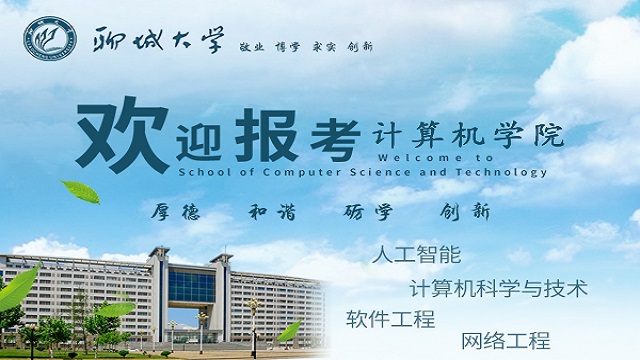 聊城大学 敬业 博学 求实 创新
欢迎报考计算机学院
Welcome to
School of Computer Science and Technology
厚德 和谐 砺学 创新
人工智能
计算机科学与技术
软件工程
网络工程